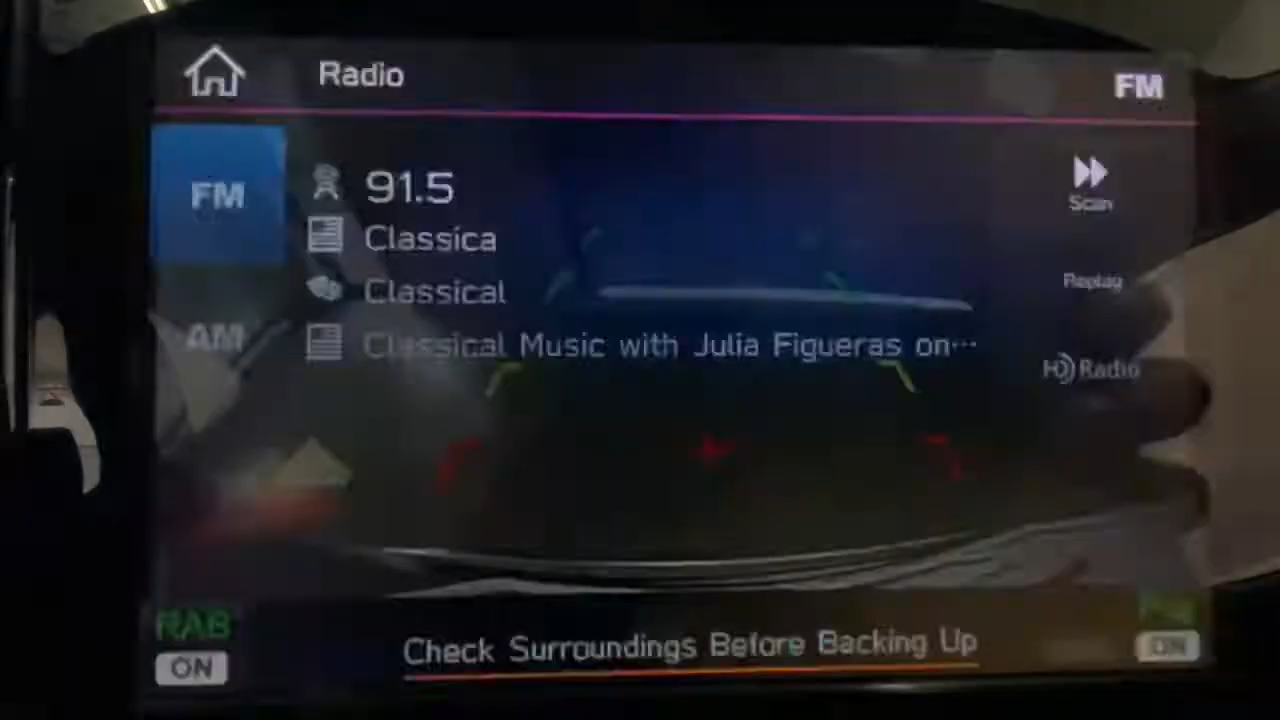 Radio
FM
FM
91.5
Scan
Classica
Classical
Replay
AM
Classical Music with Julia Figueras on...
HD Radio
RAB
ON
Check Surroundings Before Backing Up
ON